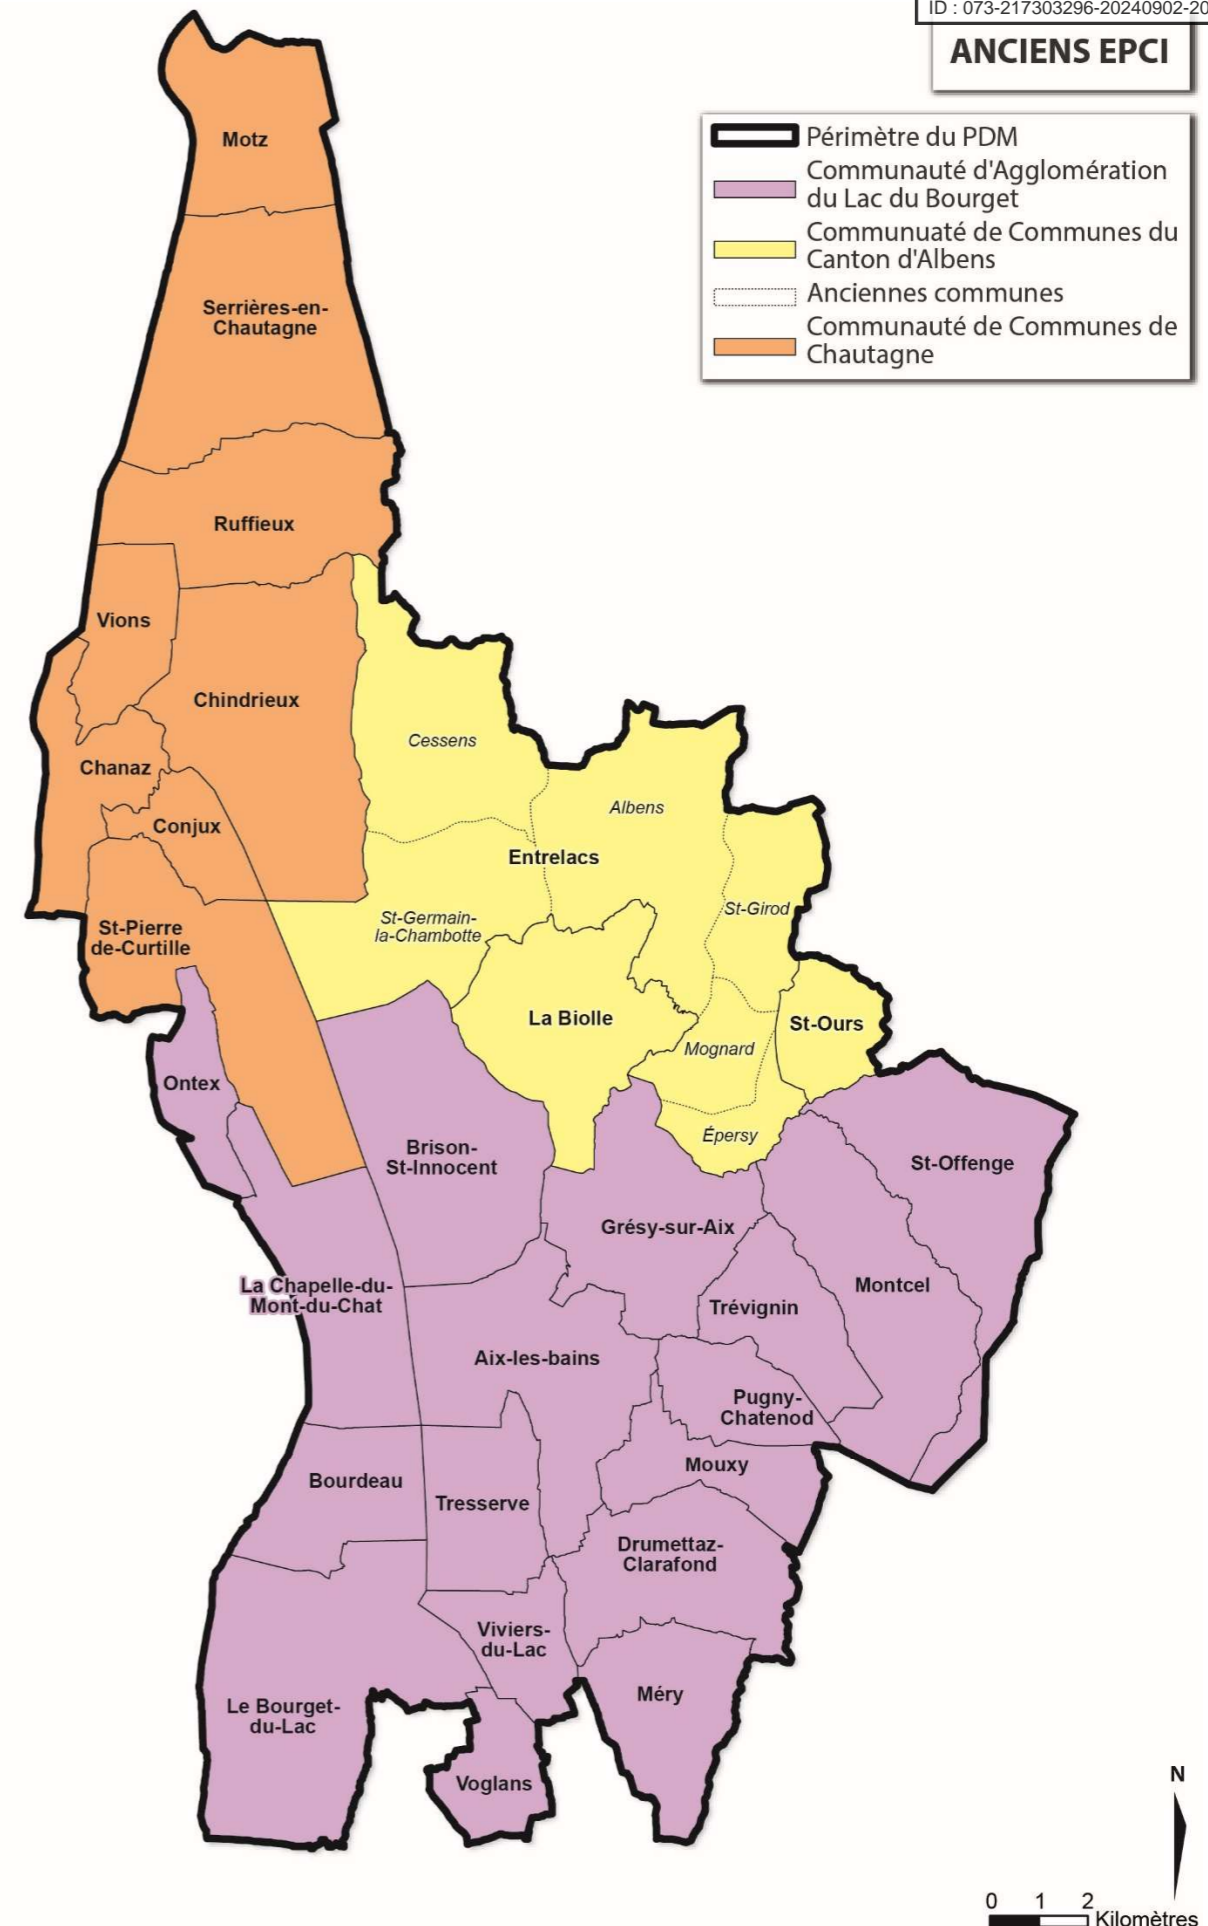 ID : 073-217303296-20240902-20
ANCIENS EPCI
Périmètre du PDM
Communauté d'Agglomération
du Lac du Bourget
Communuaté de Communes du
Canton d'Albens
Anciennes communes
Communauté de Communes de
Chautagne
Motz
Serrières-en-
Chautagne
Ruffieux
Vions
Chindrieux
Cessens
Chanaz
Albens
Conjux
Entrelacs
St-Germain-
la-Chambotte
St-Girod
St-Pierre
de-Curtille
La Biolle
St-Ours
Mognard
Ontex
Épersy
Brison-
St-Innocent
St-Offenge
Grésy-sur-Aix
La Chapelle-du-
Mont-du-Chat
Montcel
Trévignin
Aix-les-bains
Pugny-
Chatenod
Mouxy
Bourdeau
Tresserve
Drumettaz-
Clarafond
Viviers-
du-Lac
Méry
Le Bourget-
du-Lac
Voglans
N
0 1 2
Kilomètres